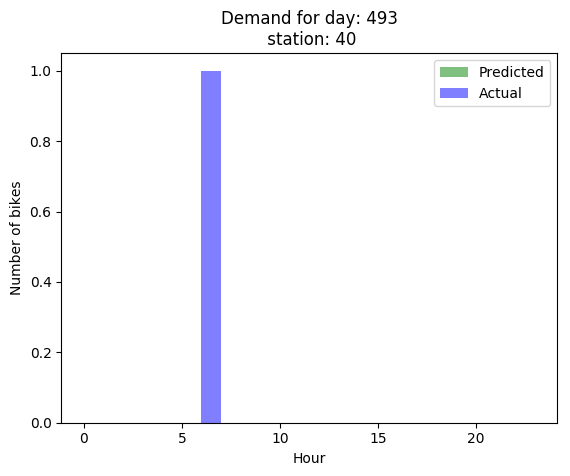 Demand for day: 493
station: 40
Predicted
Actual
Number of bikes
1.0
0.8
0.6
0.4
0.2
0.0
0 5 10 15 20
Hour